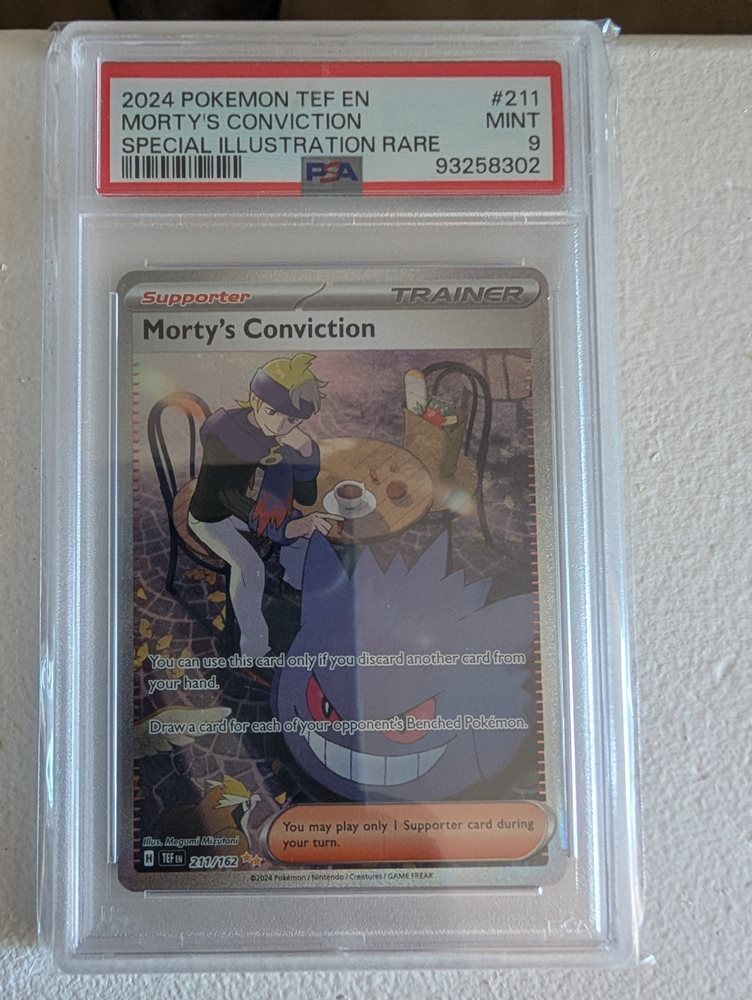 2024 POKEMON TEF EN #211
MORTY'S CONVICTION MINT
SPECIAL ILLUSTRATION RARE 9
PSA 93258302
Supporter TRAINER
Morty's Conviction
You can use this card only if you discard another card from
your hand.
Draw a card for each of your opponent's Benched Pokémon.
You may play only 1 Supporter card during
your turn.
Illus. Megumi Mizutani
H TEF EN 211/162
©2024 Pokémon / Nintendo / Creatures / GAME FREAK